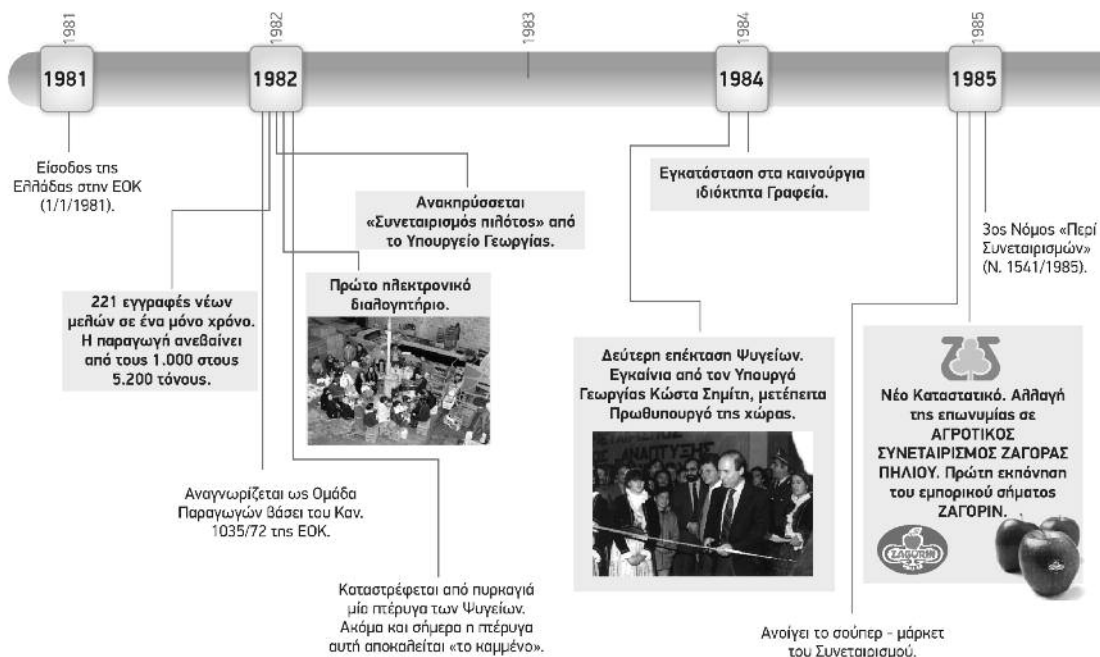 1981
1982
1983
1984
1985
1981
1982
1984
1985
Είσοδος της
Ελλάδας στην ΕΟΚ
(1/1/1981).
221 εγγραφές νέων
μελών σε ένα μόνο χρόνο.
Η παραγωγή ανεβαίνει
από τους 1.000 στους
5.200 τόνους.
Αναγνωρίζεται ως Ομάδα
Παραγωγών βάσει του Καν.
1035/72 της ΕΟΚ.
Ανακηρύσσεται
«Συνεταιρισμός πιλότος» από
το Υπουργείο Γεωργίας.
Πρώτο ηλεκτρονικό
διαλογητήριο.
Καταστρέφεται από πυρκαγιά
μία πτέρυγα των Ψυγείων.
Ακόμα και σήμερα η πτέρυγα
αυτή αποκαλείται «το καμμένο».
Εγκατάσταση στα καινούργια
ιδιόκτητα Γραφεία.
Δεύτερη επέκταση Ψυγείων.
Εγκαίνια από τον Υπουργό
Γεωργίας Κώστα Σημίτη, μετέπειτα
Πρωθυπουργό της χώρας.
ΑΝΑΠΤΥΞΗΣ
3ος Νόμος «Περί
Συνεταιρισμών»
(Ν. 1541/1985).
Νέο Καταστατικό. Αλλαγή
της επωνυμίας σε
ΑΓΡΟΤΙΚΟΣ
ΣΥΝΕΤΑΙΡΙΣΜΟΣ ΖΑΓΟΡΑΣ
ΠΗΛΙΟΥ. Πρώτη εκπόνηση
του εμπορικού σήματος
ΖΑΓΟΡΙΝ.
ZAGORIN
Ανοίγει το σούπερ - μάρκετ
του Συνεταιρισμού.